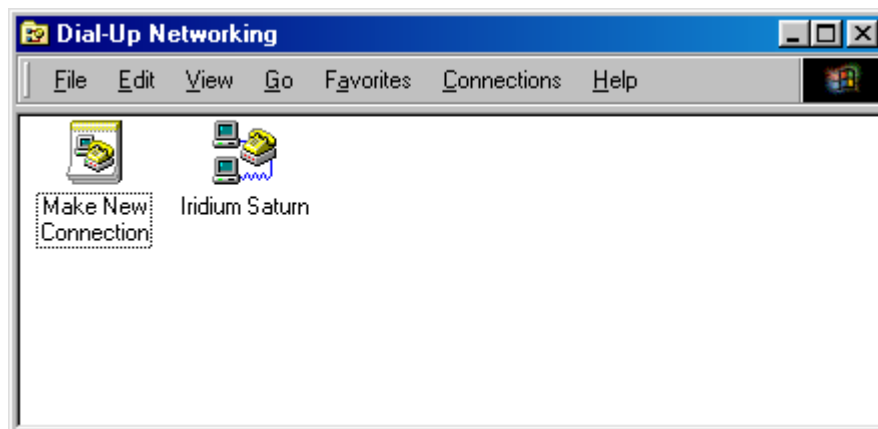 Dial-Up Networking
File Edit View Go Favorites Connections Help
Make New
Connection
Iridium Saturn